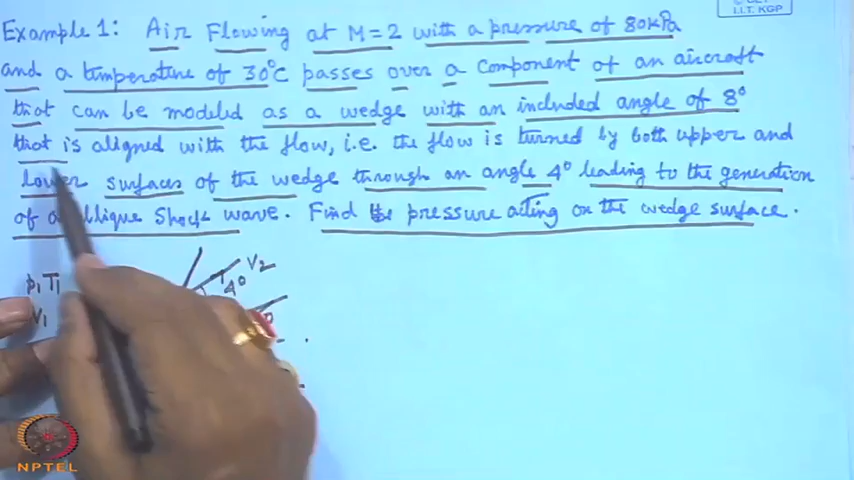 I.I.T. KGP
Example 1: Air Flowing at M=2 with a pressure of 80kPa
and a temperature of 30°C passes over a component of an aircraft
that can be modeled as a wedge with an included angle of 8°
that is aligned with the flow, i.e. the flow is turned by both upper and
lower surfaces of the wedge through an angle 4° leading to the generation
of a oblique shock wave. Find the pressure acting on the wedge surface.
V2
p1 T1
4°
V1
NPTEL